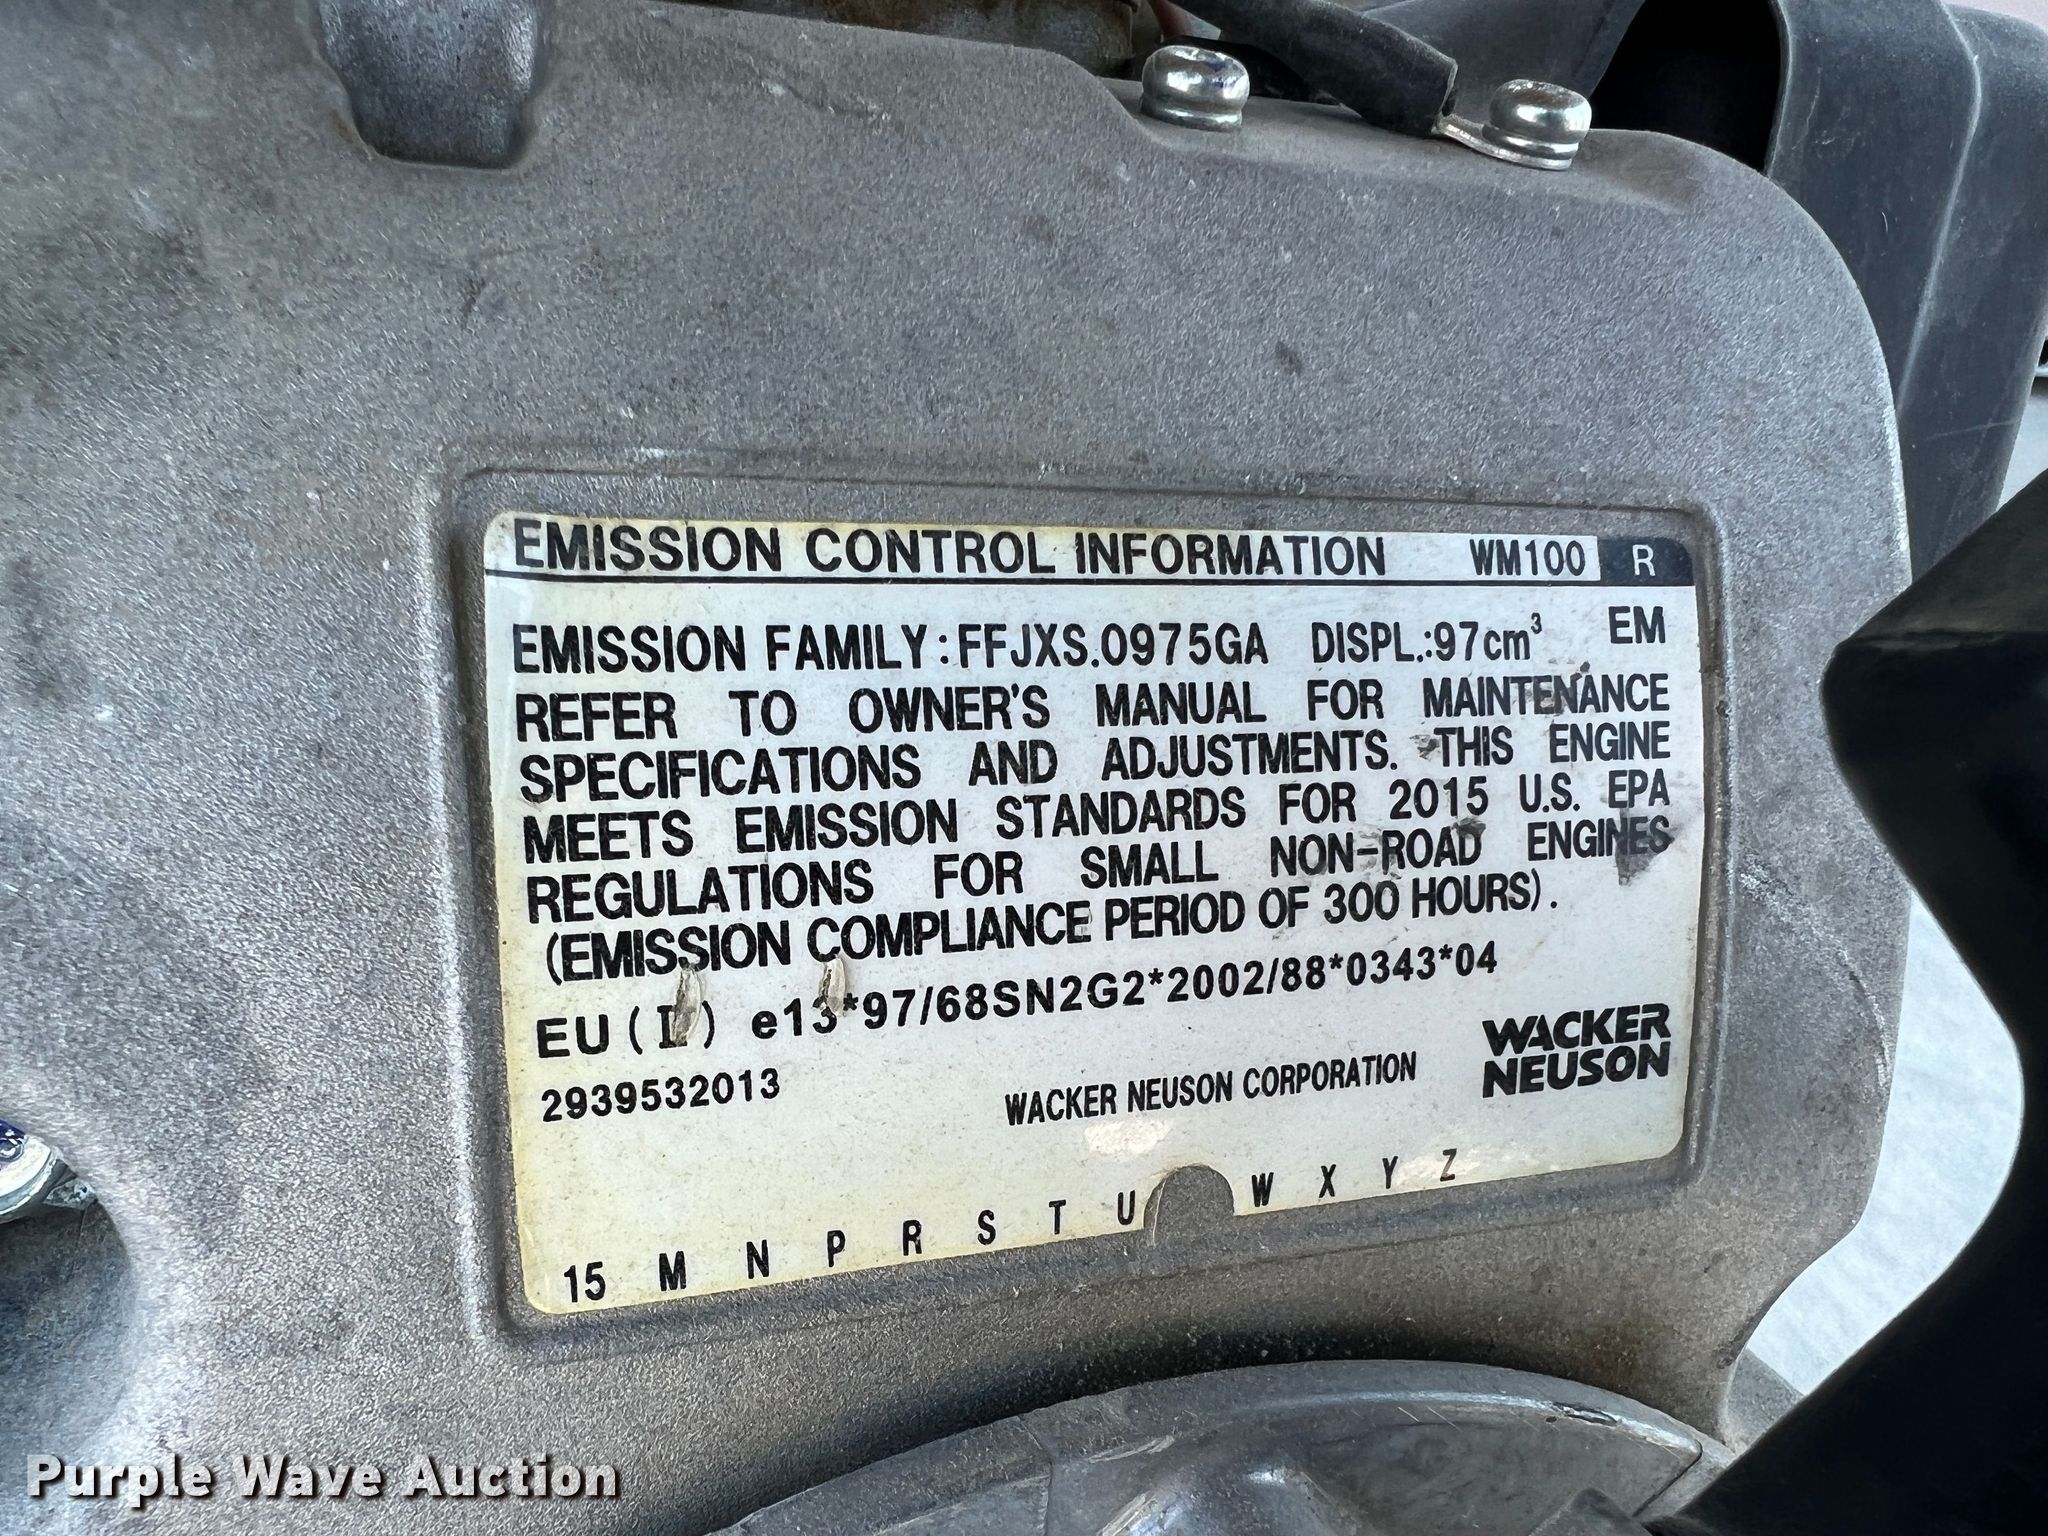 EMISSION CONTROL INFORMATION WM100 R
EMISSION FAMILY:FFJXS.0975GA DISPL.:97cm³ EM
REFER TO OWNER'S MANUAL FOR MAINTENANCE
SPECIFICATIONS AND ADJUSTMENTS. THIS ENGINE
MEETS EMISSION STANDARDS FOR 2015 U.S. EPA
REGULATIONS FOR SMALL NON-ROAD ENGINES
(EMISSION COMPLIANCE PERIOD OF 300 HOURS).
EU (II) e13*97/68SN2G2*2002/88*0343*04
WACKER
NEUSON
2939532013 WACKER NEUSON CORPORATION
15 M N P R S T U W X Y Z
Purple Wave Auction